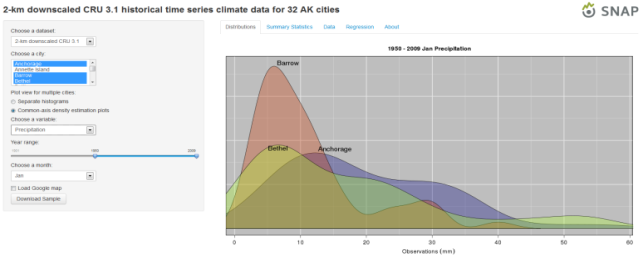 2-km downscaled CRU 3.1 historical time series climate data for 32 AK cities
SNAP
Choose a dataset:
2-km downscaled CRU 3.1
Choose a city:
Anchorage
Annette Island
Barrow
Bethel
Plot view for multiple cities:
Separate histograms
Common-axis density estimation plots
Choose a variable:
Precipitation
Year range:
Choose a month:
Jan
Load Google map
Download Sample
Distributions Summary Statistics Data Regression About
1950 - 2009 Jan Precipitation
Barrow
Bethel
Anchorage
0 10 20 30 40 50 60
Observations (mm)